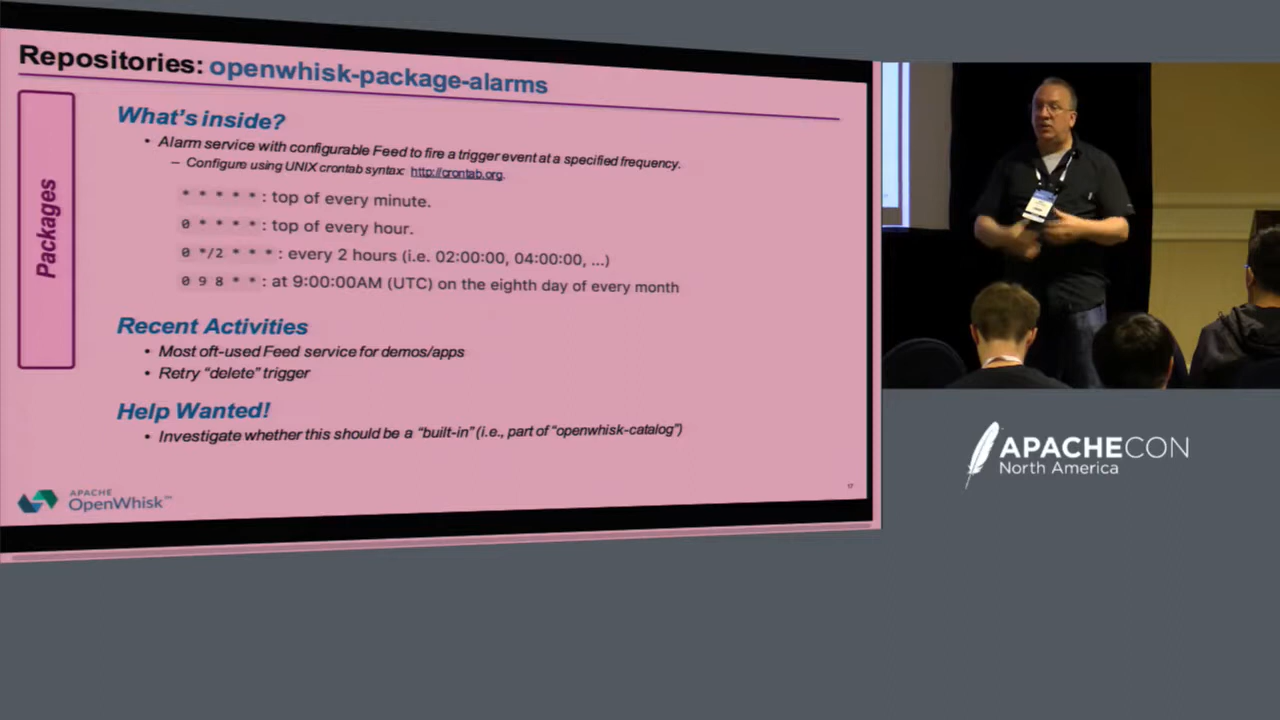 Repositories: openwhisk-package-alarms
Packages
What's inside?
• Alarm service with configurable Feed to fire a trigger event at a specified frequency.
– Configure using UNIX crontab syntax: http://crontab.org.
* * * * * : top of every minute.
0 * * * * : top of every hour.
0 */2 * * * : every 2 hours (i.e. 02:00:00, 04:00:00, ...)
0 9 8 * * : at 9:00:00AM (UTC) on the eighth day of every month
Recent Activities
• Most oft-used Feed service for demos/apps
• Retry "delete" trigger
Help Wanted!
• Investigate whether this should be a "built-in" (i.e., part of "openwhisk-catalog")
APACHE
OpenWhisk™
17
APACHECON
North America